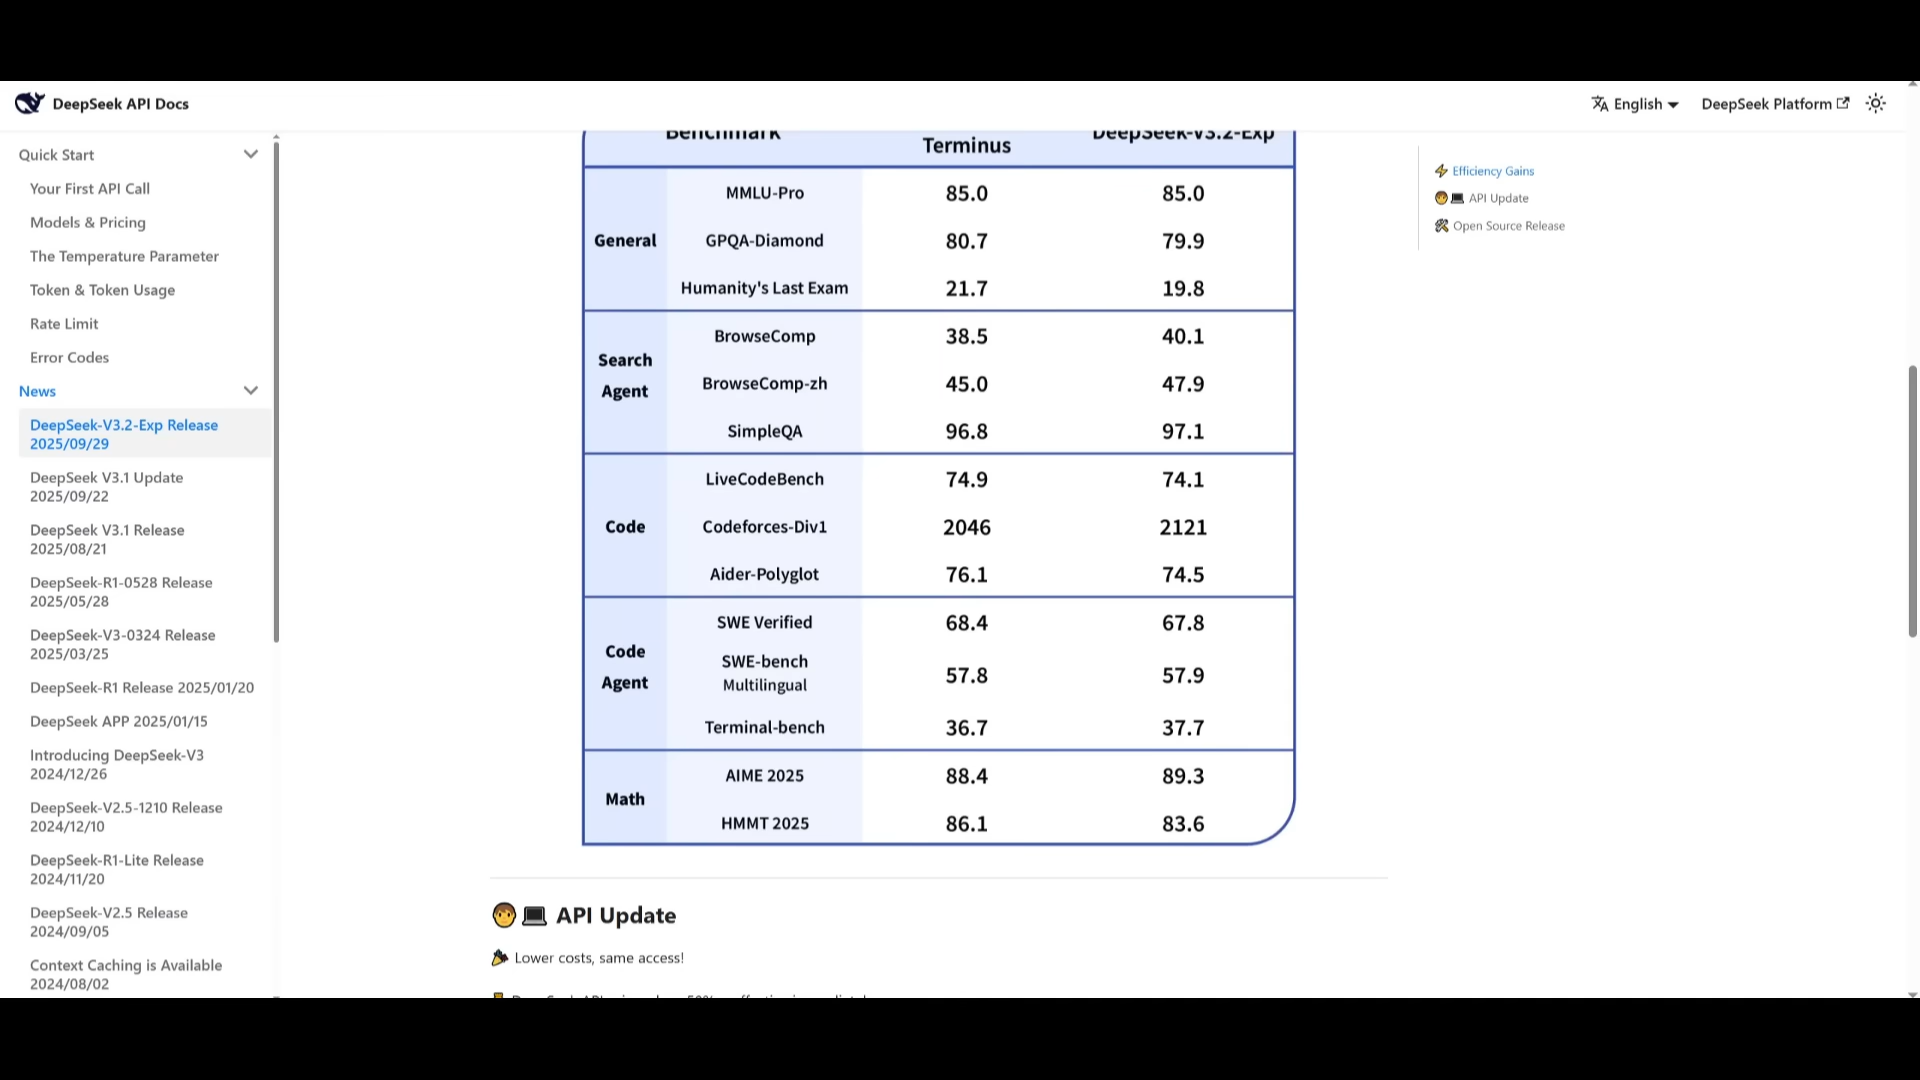 DeepSeek API Docs
English
DeepSeek Platform
Quick Start
Your First API Call
Models & Pricing
The Temperature Parameter
Token & Token Usage
Rate Limit
Error Codes
News
DeepSeek-V3.2-Exp Release
2025/09/29
DeepSeek V3.1 Update
2025/09/22
DeepSeek V3.1 Release
2025/08/21
DeepSeek-R1-0528 Release
2025/05/28
DeepSeek-V3-0324 Release
2025/03/25
DeepSeek-R1 Release 2025/01/20
DeepSeek APP 2025/01/15
Introducing DeepSeek-V3
2024/12/26
DeepSeek-V2.5-1210 Release
2024/12/10
DeepSeek-R1-Lite Release
2024/11/20
DeepSeek-V2.5 Release
2024/09/05
Context Caching is Available
2024/08/02
Benchmark Terminus DeepSeek-V3.2-Exp
General
MMLU-Pro 85.0 85.0
GPQA-Diamond 80.7 79.9
Humanity's Last Exam 21.7 19.8
Search
Agent
BrowseComp 38.5 40.1
BrowseComp-zh 45.0 47.9
SimpleQA 96.8 97.1
Code
LiveCodeBench 74.9 74.1
Codeforces-Div1 2046 2121
Aider-Polyglot 76.1 74.5
Code
Agent
SWE Verified 68.4 67.8
SWE-bench
Multilingual 57.8 57.9
Terminal-bench 36.7 37.7
Math
AIME 2025 88.4 89.3
HMMT 2025 86.1 83.6
API Update
Lower costs, same access!
Efficiency Gains
API Update
Open Source Release